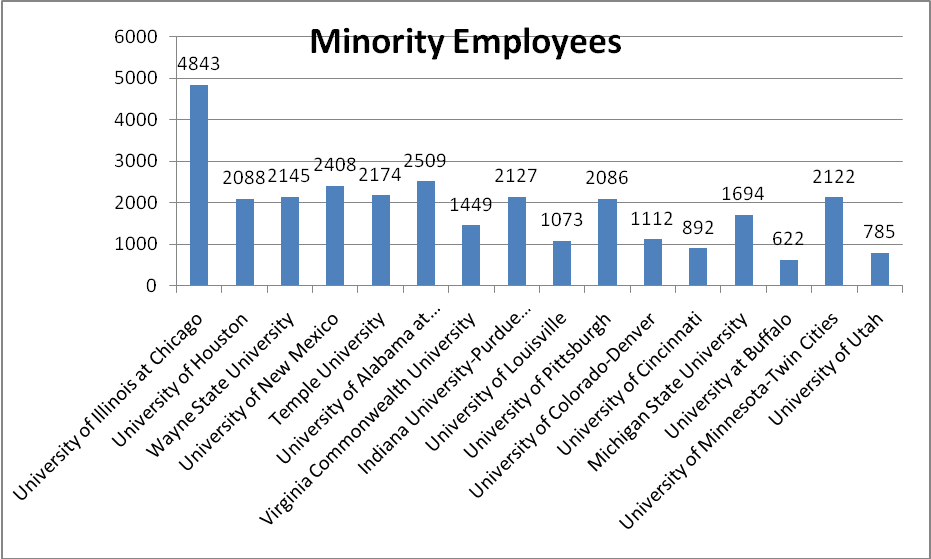 Minority Employees
6000
5000
4000
3000
2000
1000
0
4843
2088
2145
2408
2174
2509
1449
2127
1073
2086
1112
892
1694
622
2122
785
University of Illinois at Chicago
University of Houston
Wayne State University
University of New Mexico
Temple University
University of Alabama at...
Virginia Commonwealth University
Indiana University-Purdue...
University of Louisville
University of Pittsburgh
University of Colorado-Denver
University of Cincinnati
Michigan State University
University at Buffalo
University of Minnesota-Twin Cities
University of Utah